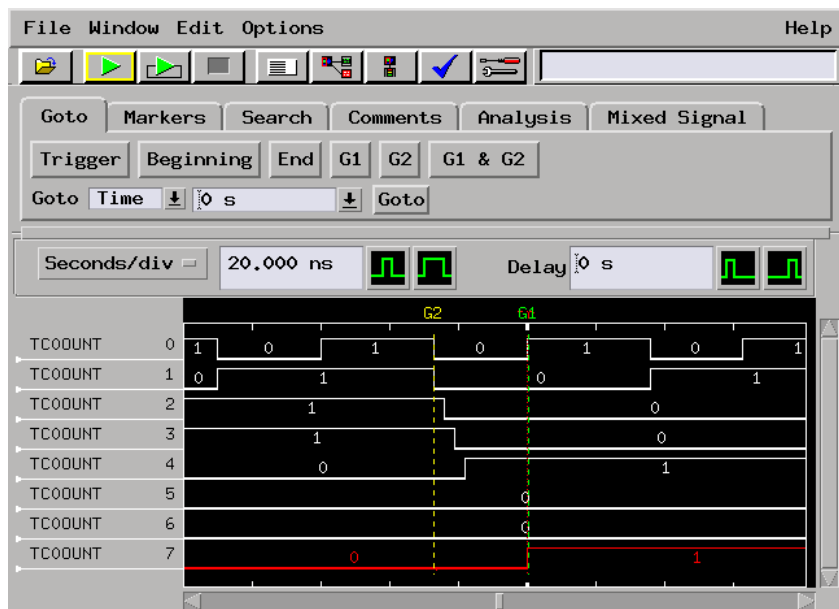 File Window Edit Options Help
Goto Markers Search Comments Analysis Mixed Signal
Trigger Beginning End G1 G2 G1 & G2
Goto Time 0 s Goto
Seconds/div 20.000 ns Delay 0 s
G2 G1
TCOOUNT 0 1 0 1 0 1 0 1
TCOOUNT 1 0 1 0 1
TCOOUNT 2 1 0
TCOOUNT 3 1 0
TCOOUNT 4 0 1
TCOOUNT 5 0
TCOOUNT 6 0
TCOOUNT 7 0 1